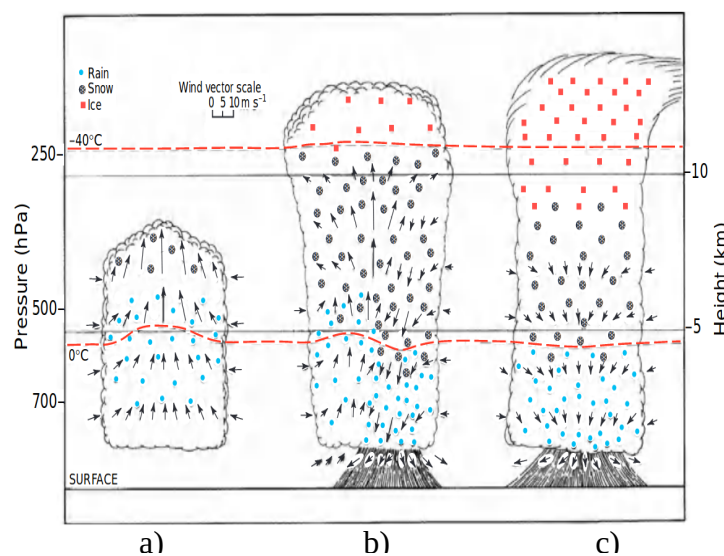 Rain
Snow
Ice
Wind vector scale
0 5 10 m s⁻¹
–40°C
250
10
Pressure (hPa)
Height (km)
500
5
0°C
700
SURFACE
a)
b)
c)